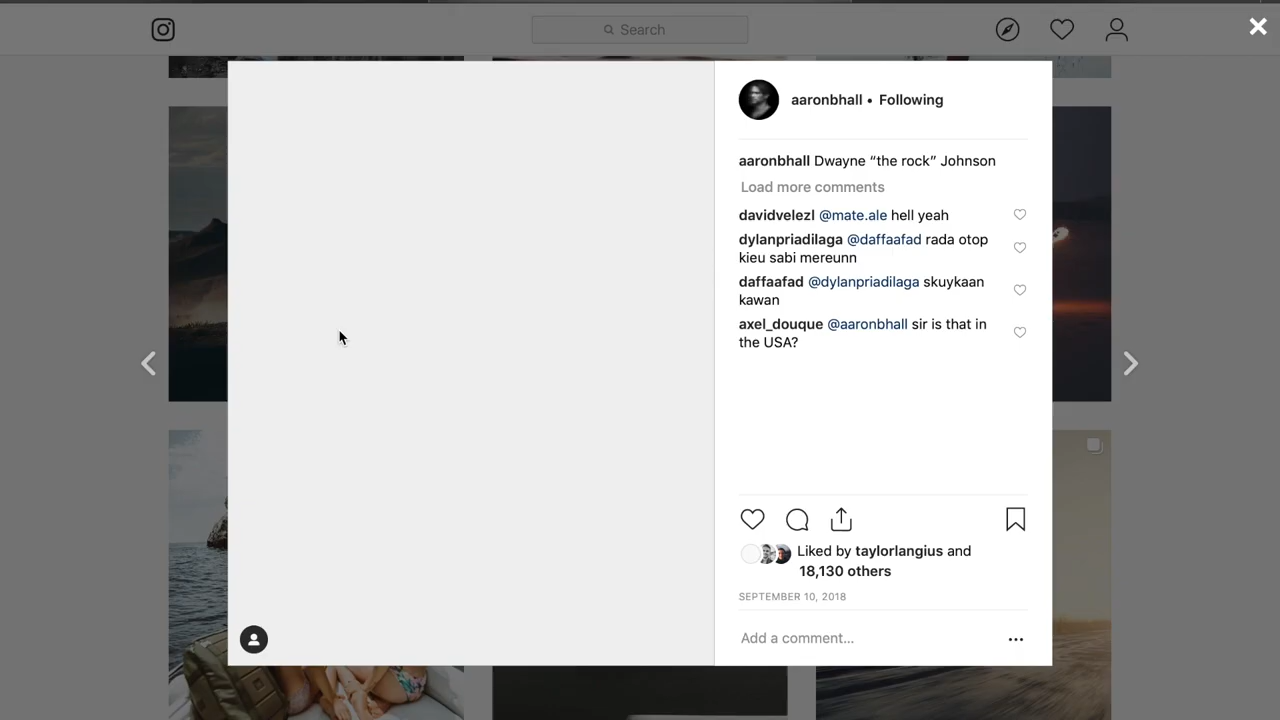 Search
aaronbhall • Following
aaronbhall Dwayne “the rock” Johnson
Load more comments
davidvelezl @mate.ale hell yeah
dylanpriadilaga @daffaafad rada otop
kieu sabi mereunn
daffaafad @dylanpriadilaga skuykaan
kawan
axel_douque @aaronbhall sir is that in
the USA?
Liked by taylorlangius and
18,130 others
SEPTEMBER 10, 2018
Add a comment...